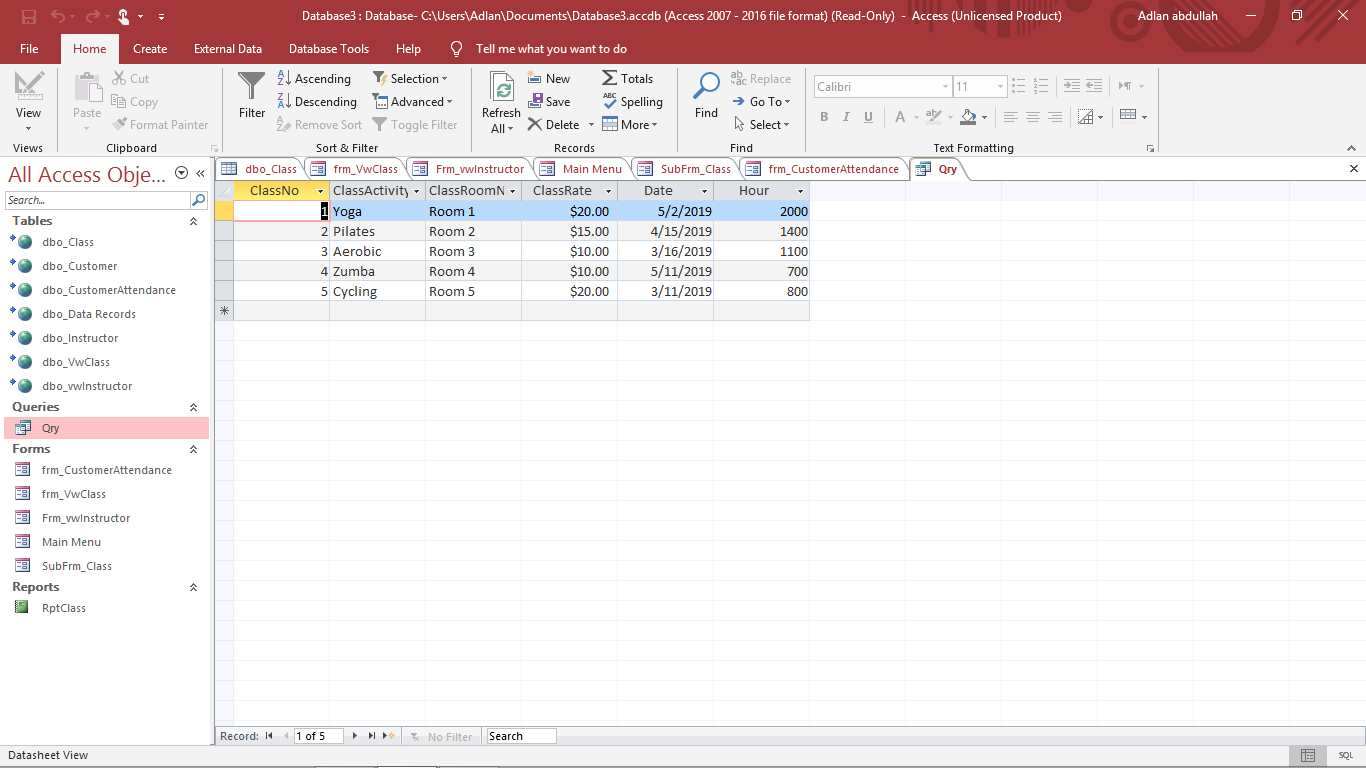 Database3 : Database- C:\Users\Adlan\Documents\Database3.accdb (Access 2007 - 2016 file format) (Read-Only) - Access (Unlicensed Product)
Adlan abdullah
File Home Create External Data Database Tools Help Tell me what you want to do
View
Views
Paste
Cut
Copy
Format Painter
Clipboard
Filter
Ascending
Descending
Remove Sort
Selection
Advanced
Toggle Filter
Sort & Filter
Refresh
All
New
Save
Delete
Totals
Spelling
More
Records
Find
Replace
Go To
Select
Find
Calibri 11
B I U A
Text Formatting
All Access Obje...
Search...
Tables
dbo_Class
dbo_Customer
dbo_CustomerAttendance
dbo_Data Records
dbo_Instructor
dbo_VwClass
dbo_vwInstructor
Queries
Qry
Forms
frm_CustomerAttendance
frm_VwClass
Frm_vwInstructor
Main Menu
SubFrm_Class
Reports
RptClass
dbo_Class frm_VwClass Frm_vwInstructor Main Menu SubFrm_Class frm_CustomerAttendance Qry
ClassNo ClassActivity ClassRoomN ClassRate Date Hour
1 Yoga Room 1 $20.00 5/2/2019 2000
2 Pilates Room 2 $15.00 4/15/2019 1400
3 Aerobic Room 3 $10.00 3/16/2019 1100
4 Zumba Room 4 $10.00 5/11/2019 700
5 Cycling Room 5 $20.00 3/11/2019 800
Record: 1 of 5 No Filter Search
Datasheet View
SQL